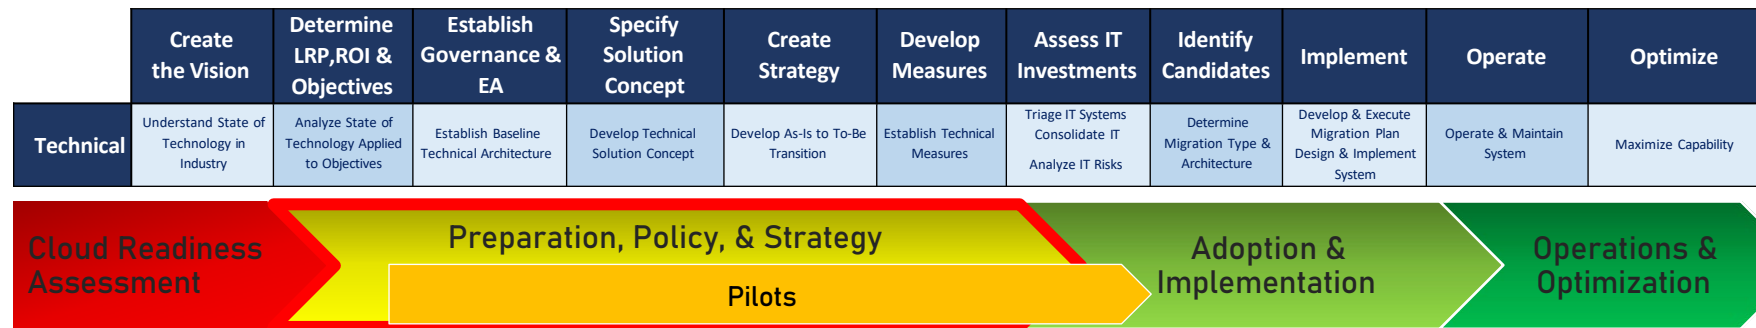 Create
the Vision
Determine
LRP,ROI &
Objectives
Establish
Governance &
EA
Specify
Solution
Concept
Create
Strategy
Develop
Measures
Assess IT
Investments
Identify
Candidates
Implement
Operate
Optimize
Technical
Understand State of
Technology in
Industry
Analyze State of
Technology Applied
to Objectives
Establish Baseline
Technical Architecture
Develop Technical
Solution Concept
Develop As-Is to To-Be
Transition
Establish Technical
Measures
Triage IT Systems
Consolidate IT
Analyze IT Risks
Determine
Migration Type &
Architecture
Develop & Execute
Migration Plan
Design & Implement
System
Operate & Maintain
System
Maximize Capability
Cloud Readiness
Assessment
Preparation, Policy, & Strategy
Pilots
Adoption &
Implementation
Operations &
Optimization